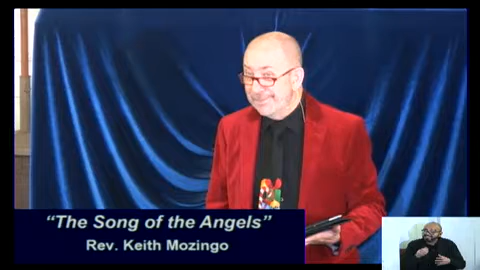 “The Song of the Angels”
Rev. Keith Mozingo